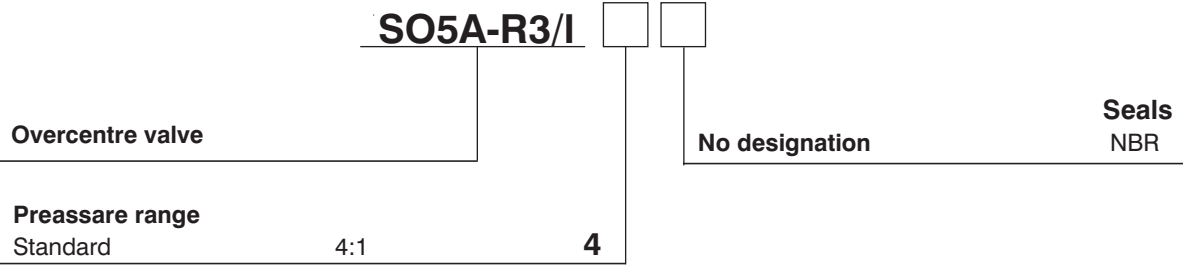 SO5A-R3/I
Seals
Overcentre valve
No designation NBR
Preassare range
Standard 4:1 4